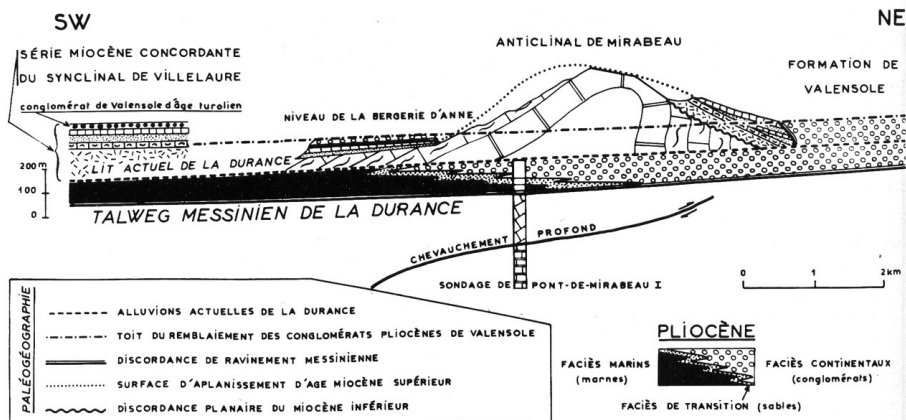 SW
NE
SÉRIE MIOCÈNE CONCORDANTE
DU SYNCLINAL DE VILLELAURE
conglomérat de Valensole d'âge turolien
ANTICLINAL DE MIRABEAU
FORMATION DE
VALENSOLE
NIVEAU DE LA BERGERIE D'ANNE
LIT ACTUEL DE LA DURANCE
200m
100
0
TALWEG MESSINIEN DE LA DURANCE
CHEVAUCHEMENT PROFOND
SONDAGE DE PONT-DE-MIRABEAU I
0 1 2km
PALÉOGÉOGRAPHIE
ALLUVIONS ACTUELLES DE LA DURANCE
TOIT DU REMBLAIEMENT DES CONGLOMÉRATS PLIOCÈNES DE VALENSOLE
DISCORDANCE DE RAVINEMENT MESSINIENNE
SURFACE D'APLANISSEMENT D'ÂGE MIOCÈNE SUPÉRIEUR
DISCORDANCE PLANAIRE DU MIOCÈNE INFÉRIEUR
PLIOCÈNE
FACIÈS MARINS
(marnes)
FACIÈS CONTINENTAUX
(conglomérats)
FACIÈS DE TRANSITION (sables)